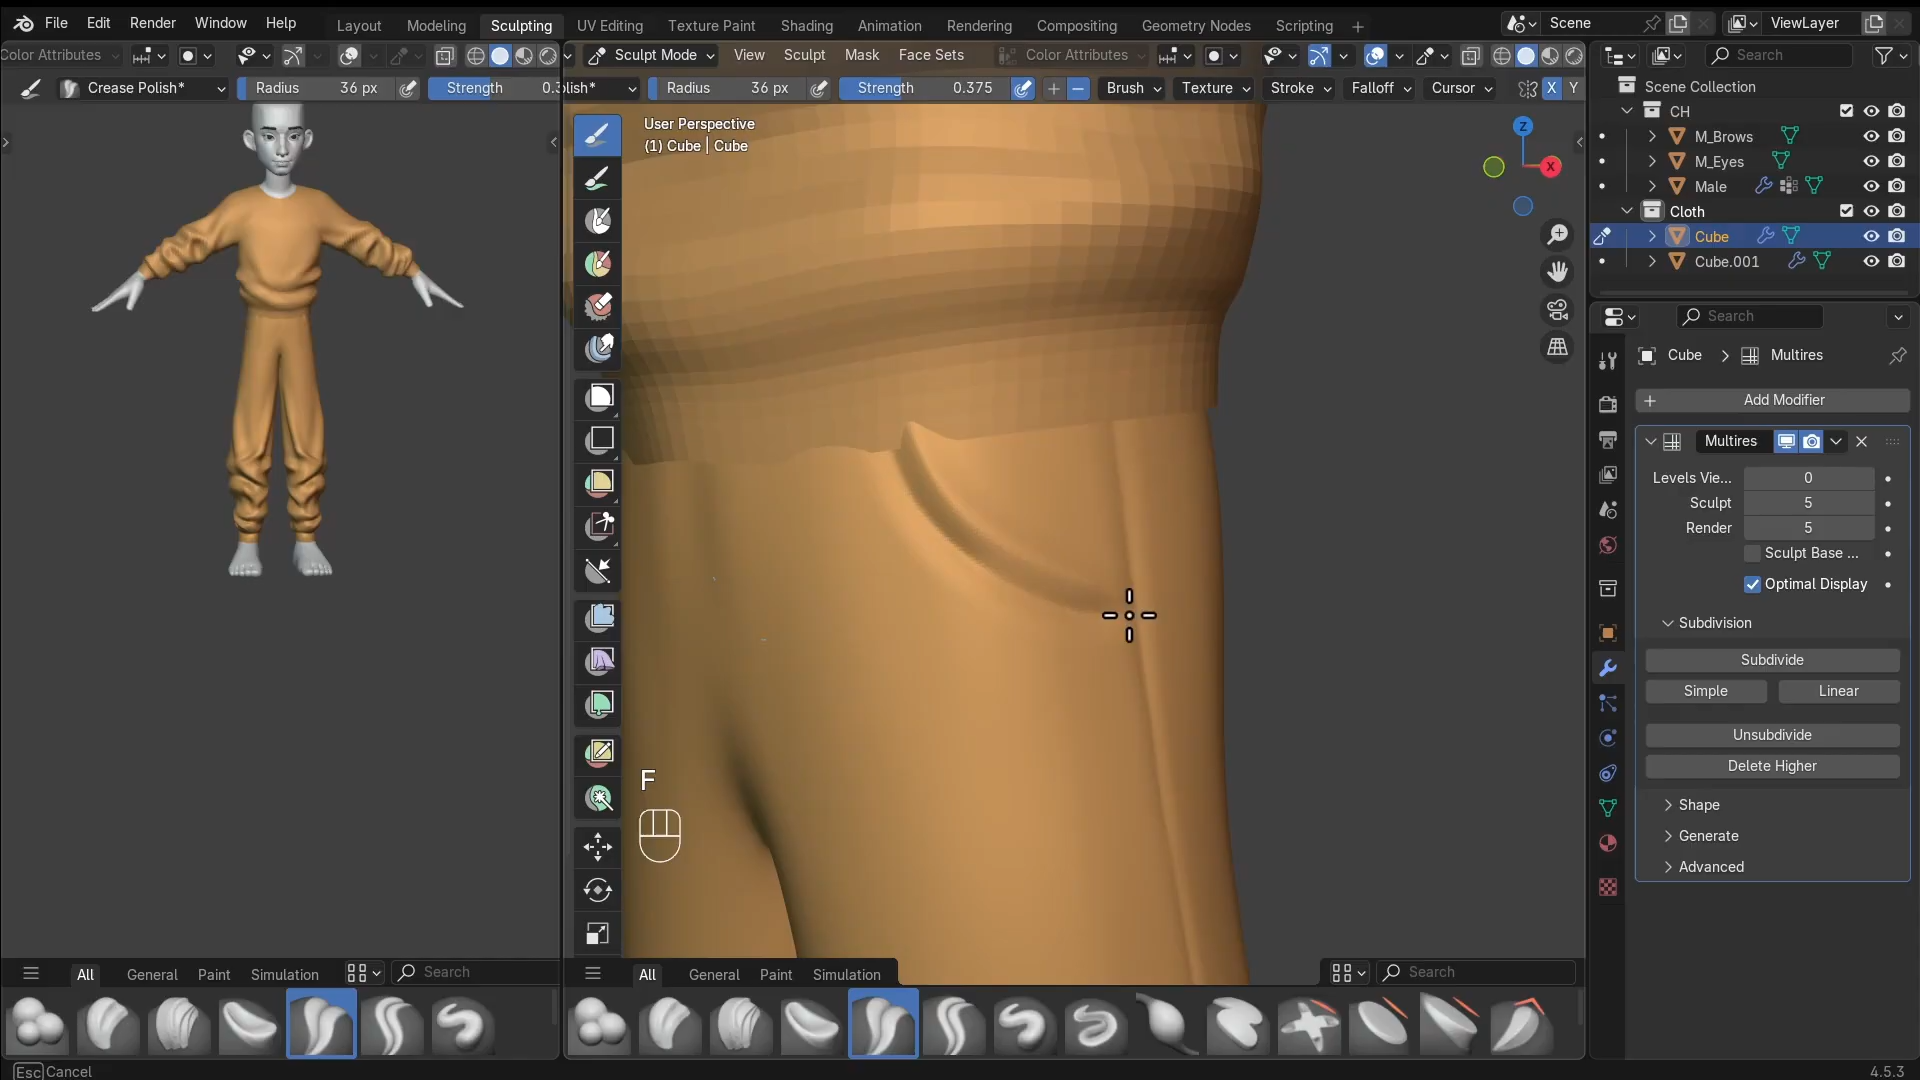 File Edit Render Window Help Layout Modeling Sculpting UV Editing Texture Paint Shading Animation Rendering Compositing Geometry Nodes Scripting Scene ViewLayer
Color Attributes Sculpt Mode View Sculpt Mask Face Sets Color Attributes Search
Crease Polish* Radius 36 px Strength 0.3 olish* Radius 36 px Strength 0.375 Brush Texture Stroke Falloff Cursor X Y
User Perspective
(1) Cube | Cube
Z
X
Scene Collection
CH
M_Brows
M_Eyes
Male
Cloth
Cube
Cube.001
Search
Cube Multires
Add Modifier
Multires
Levels Vie... 0
Sculpt 5
Render 5
Sculpt Base ...
Optimal Display
Subdivision
Subdivide
Simple Linear
Unsubdivide
Delete Higher
Shape
Generate
Advanced
F
All General Paint Simulation Search
All General Paint Simulation Search
Esc Cancel
4.5.3